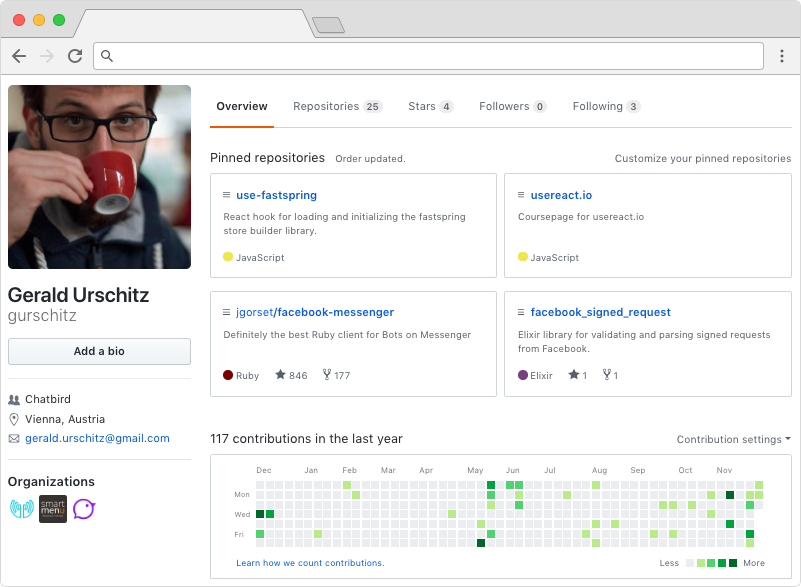 Overview Repositories 25 Stars 4 Followers 0 Following 3
Pinned repositories Order updated. Customize your pinned repositories
use-fastspring
React hook for loading and initializing the fastspring
store builder library.
JavaScript
usereact.io
Coursepage for usereact.io
JavaScript
jgorset/facebook-messenger
Definitely the best Ruby client for Bots on Messenger
Ruby 846 177
facebook_signed_request
Elixir library for validating and parsing signed requests
from Facebook.
Elixir 1 1
Gerald Urschitz
gurschitz
Add a bio
Chatbird
Vienna, Austria
gerald.urschitz@gmail.com
Organizations
smart
menu
117 contributions in the last year Contribution settings
Dec Jan Feb Mar Apr May Jun Jul Aug Sep Oct Nov
Mon
Wed
Fri
Learn how we count contributions. Less More